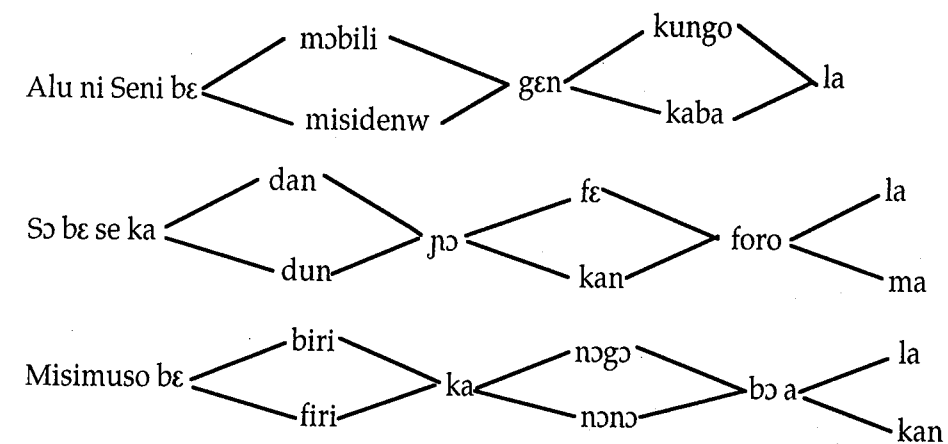 mɔbili kungo
Alu ni Seni bɛ gɛn la
misidenw kaba
dan fɛ la
Sɔ bɛ se ka ɲɔ foro
dun kan ma
biri nɔgɔ la
Misimuso bɛ ka bɔ a
firi nɔnɔ kan